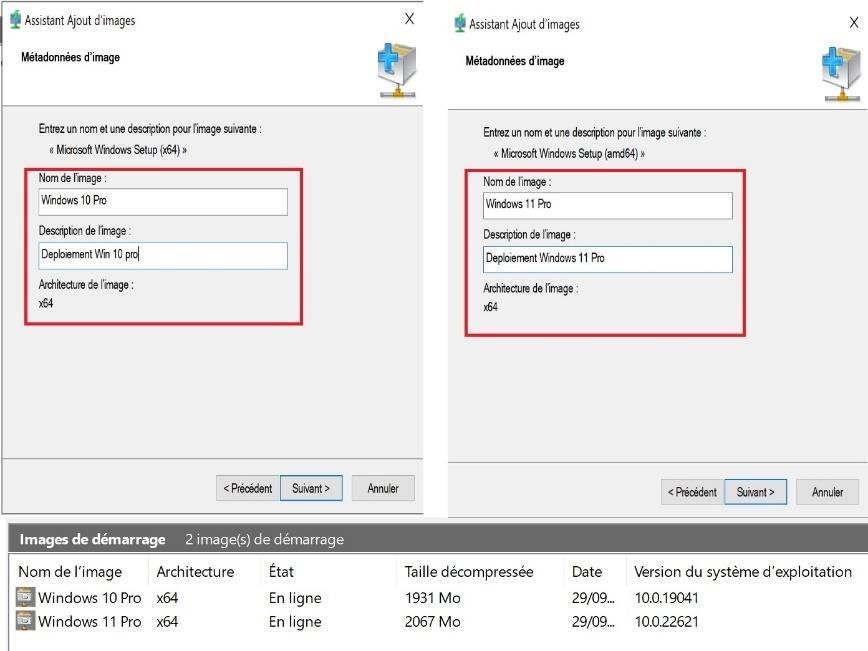 Assistant Ajout d'images
X
Métadonnées d'image
Entrez un nom et une description pour l'image suivante :
« Microsoft Windows Setup (x64) »
Nom de l'image :
Windows 10 Pro
Description de l'image :
Deploiement Win 10 pro
Architecture de l'image :
x64
< Précédent
Suivant >
Annuler
Assistant Ajout d'images
X
Métadonnées d'image
Entrez un nom et une description pour l'image suivante :
« Microsoft Windows Setup (amd64) »
Nom de l'image :
Windows 11 Pro
Description de l'image :
Deploiement Windows 11 Pro
Architecture de l'image :
x64
< Précédent
Suivant >
Annuler
Images de démarrage 2 image(s) de démarrage
Nom de l'image Architecture État Taille décompressée Date Version du système d'exploitation
Windows 10 Pro x64 En ligne 1931 Mo 29/09... 10.0.19041
Windows 11 Pro x64 En ligne 2067 Mo 29/09... 10.0.22621